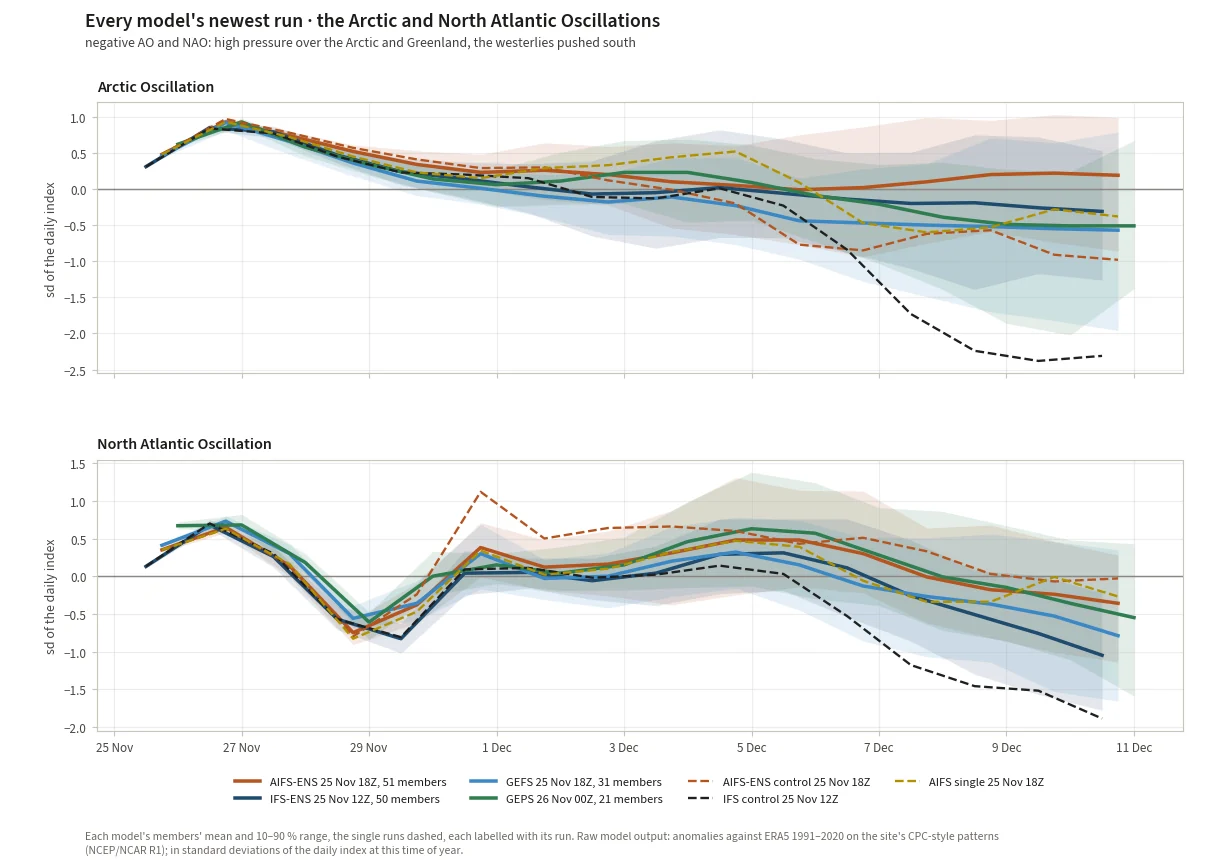 Every model's newest run · the Arctic and North Atlantic Oscillations
negative AO and NAO: high pressure over the Arctic and Greenland, the westerlies pushed south
Arctic Oscillation
sd of the daily index
1.0
0.5
0.0
−0.5
−1.0
−1.5
−2.0
−2.5
North Atlantic Oscillation
sd of the daily index
1.5
1.0
0.5
0.0
−0.5
−1.0
−1.5
−2.0
25 Nov 27 Nov 29 Nov 1 Dec 3 Dec 5 Dec 7 Dec 9 Dec 11 Dec
AIFS-ENS 25 Nov 18Z, 51 members GEFS 25 Nov 18Z, 31 members AIFS-ENS control 25 Nov 18Z AIFS single 25 Nov 18Z
IFS-ENS 25 Nov 12Z, 50 members GEPS 26 Nov 00Z, 21 members IFS control 25 Nov 12Z
Each model's members' mean and 10–90 % range, the single runs dashed, each labelled with its run. Raw model output: anomalies against ERA5 1991–2020 on the site's CPC-style patterns
(NCEP/NCAR R1); in standard deviations of the daily index at this time of year.